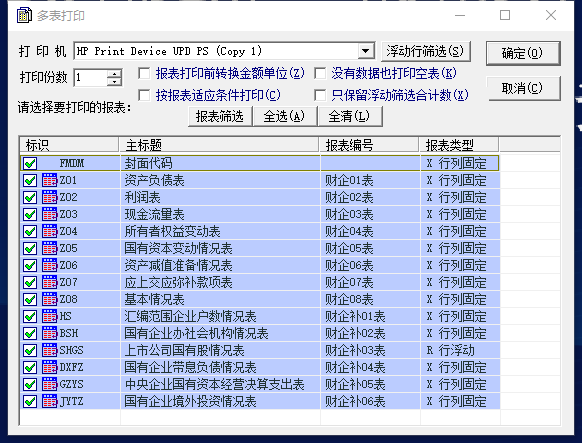 多表打印
打 印 机 HP Print Device UPD PS (Copy 1) 浮动行筛选(S) 确定(O)
打印份数 1 报表打印前转换金额单位(Z) 没有数据也打印空表(K) 取消(C)
按报表适应条件打印(C) 只保留浮动筛选合计数(X)
请选择要打印的报表: 报表筛选 全选(A) 全清(L)
标识 主标题 报表编号 报表类型
FMDM 封面代码 X 行列固定
Z01 资产负债表 财企01表 X 行列固定
Z02 利润表 财企02表 X 行列固定
Z03 现金流量表 财企03表 X 行列固定
Z04 所有者权益变动表 财企04表 X 行列固定
Z05 国有资本变动情况表 财企05表 X 行列固定
Z06 资产减值准备情况表 财企06表 X 行列固定
Z07 应上交应弥补款项表 财企07表 X 行列固定
Z08 基本情况表 财企08表 X 行列固定
HS 汇编范围企业户数情况表 财企补01表 X 行列固定
BSH 国有企业办社会机构情况表 财企补02表 X 行列固定
SHGS 上市公司国有股情况表 财企补03表 R 行浮动
DXFZ 国有企业带息负债情况表 财企补04表 X 行列固定
GZYS 中央企业国有资本经营决算支出表 财企补05表 X 行列固定
JYTZ 国有企业境外投资情况表 财企补06表 X 行列固定